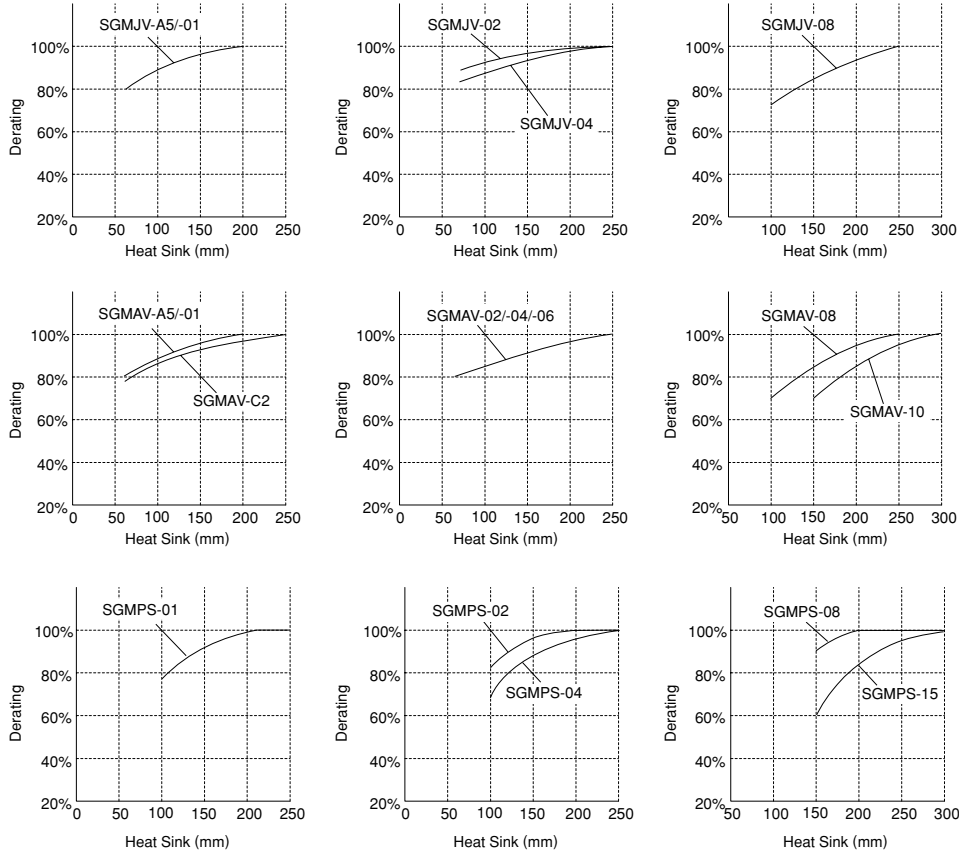 SGMJV-A5/-01
100%
80%
60%
40%
20%
0 50 100 150 200 250
Derating
Heat Sink (mm)
SGMJV-02
SGMJV-04
100%
80%
60%
40%
20%
0 50 100 150 200 250
Derating
Heat Sink (mm)
SGMJV-08
100%
80%
60%
40%
20%
100 150 200 250 300
Derating
Heat Sink (mm)
SGMAV-A5/-01
SGMAV-C2
100%
80%
60%
40%
20%
0 50 100 150 200 250
Derating
Heat Sink (mm)
SGMAV-02/-04/-06
100%
80%
60%
40%
20%
0 50 100 150 200 250
Derating
Heat Sink (mm)
SGMAV-08
SGMAV-10
100%
80%
60%
40%
20%
50 100 150 200 250 300
Derating
Heat Sink (mm)
SGMPS-01
100%
80%
60%
40%
20%
0 50 100 150 200 250
Derating
Heat Sink (mm)
SGMPS-02
SGMPS-04
100%
80%
60%
40%
20%
0 50 100 150 200 250
Derating
Heat Sink (mm)
SGMPS-08
SGMPS-15
100%
80%
60%
40%
20%
50 100 150 200 250 300
Derating
Heat Sink (mm)